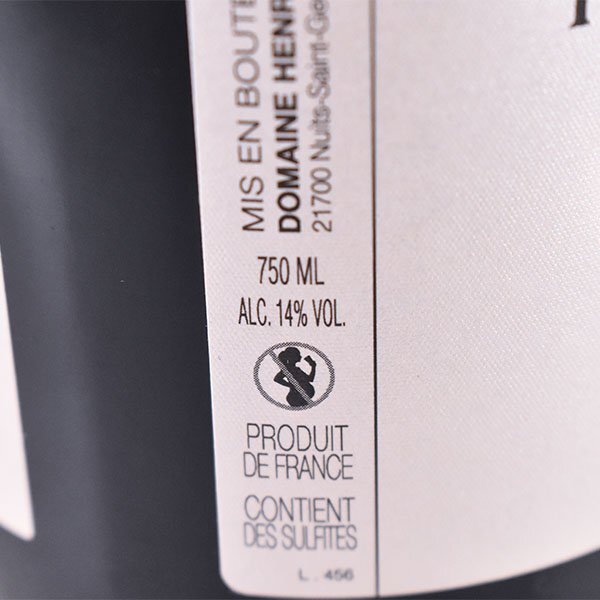 MIS EN BOUTE
DOMAINE HENR
21700 Nuits-Saint-Ge
750 ML
ALC. 14% VOL.
PRODUIT
DE FRANCE
CONTIENT
DES SULFITES
L . 456